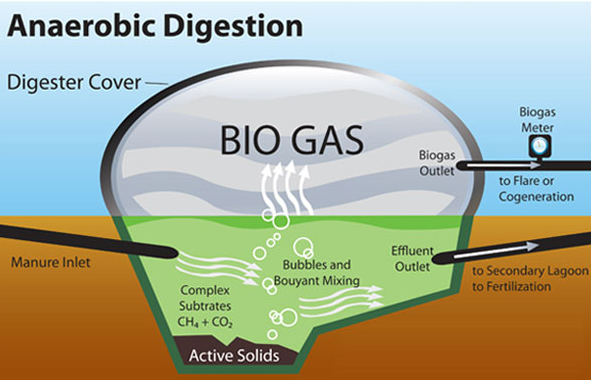 Anaerobic Digestion
Digester Cover
BIO GAS
Biogas
Meter
Biogas
Outlet
to Flare or
Cogeneration
Manure Inlet
Complex
Subtrates
CH₄ + CO₂
Bubbles and
Bouyant Mixing
Effluent
Outlet
to Secondary Lagoon
to Fertilization
Active Solids